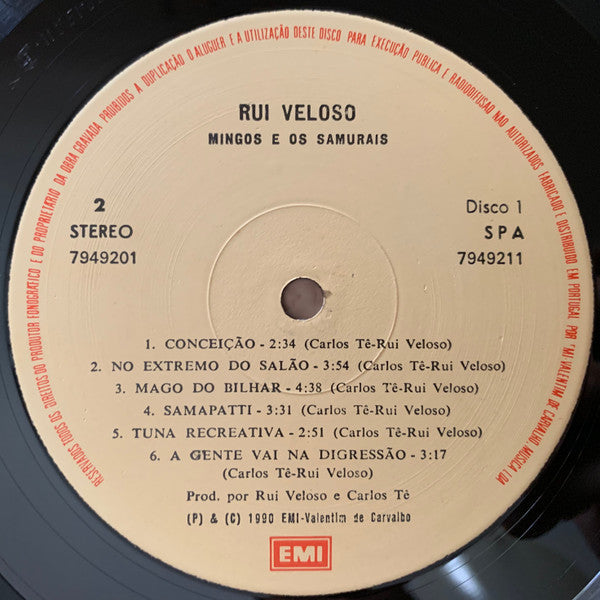 RESERVADOS TODOS OS DIREITOS DO PRODUTOR FONOGRÁFICO E DO PROPRIETÁRIO DA OBRA GRAVADA PROIBIDOS A DUPLICAÇÃO O ALUGUER E A UTILIZAÇÃO DESTE DISCO PARA EXECUÇÃO PUBLICA E RADIODIFUSÃO NÃO AUTORIZADOS FABRICADO E DISTRIBUIDO EM PORTUGAL POR EMI VALENTIM DE CARVALHO, MÚSICA LDA
RUI VELOSO
MINGOS E OS SAMURAIS
2 Disco 1
STEREO SPA
7949201 7949211
1. CONCEIÇÃO - 2:34 (Carlos Tê-Rui Veloso)
2. NO EXTREMO DO SALÃO - 3:54 (Carlos Tê-Rui Veloso)
3. MAGO DO BILHAR - 4:38 (Carlos Tê-Rui Veloso)
4. SAMAPATTI - 3:31 (Carlos Tê-Rui Veloso)
5. TUNA RECREATIVA - 2:51 (Carlos Tê-Rui Veloso)
6. A GENTE VAI NA DIGRESSÃO - 3:17
(Carlos Tê-Rui Veloso)
Prod. por Rui Veloso e Carlos Tê
(P) & (C) 1990 EMI-Valentim de Carvalho
EMI